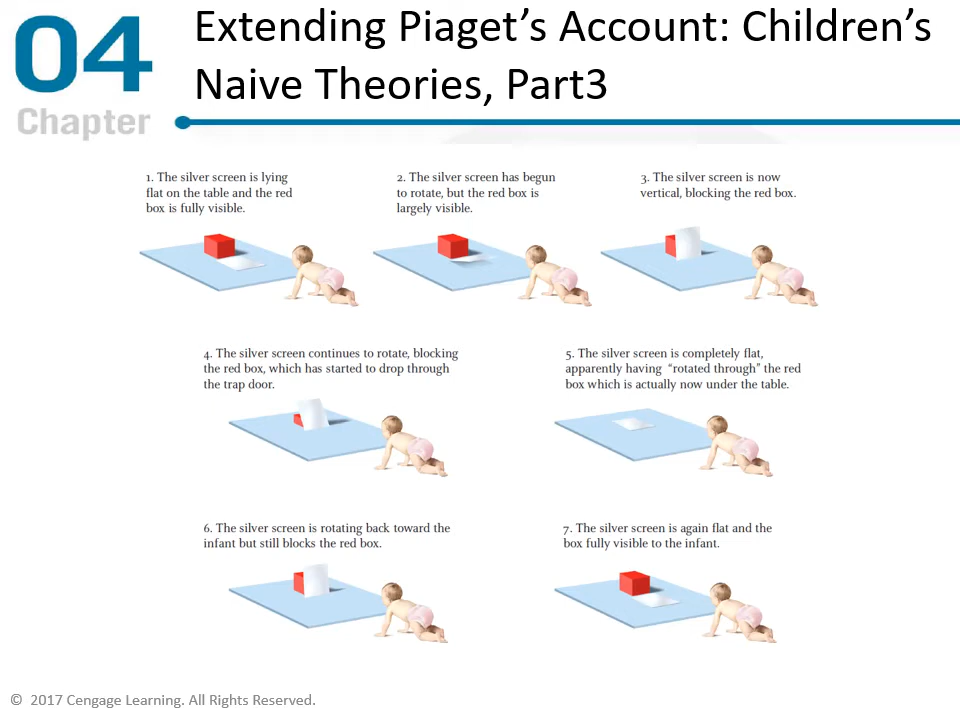 04
Chapter
Extending Piaget's Account: Children's
Naive Theories, Part3
1. The silver screen is lying
flat on the table and the red
box is fully visible.
2. The silver screen has begun
to rotate, but the red box is
largely visible.
3. The silver screen is now
vertical, blocking the red box.
4. The silver screen continues to rotate, blocking
the red box, which has started to drop through
the trap door.
5. The silver screen is completely flat,
apparently having “rotated through” the red
box which is actually now under the table.
6. The silver screen is rotating back toward the
infant but still blocks the red box.
7. The silver screen is again flat and the
box fully visible to the infant.
© 2017 Cengage Learning. All Rights Reserved.